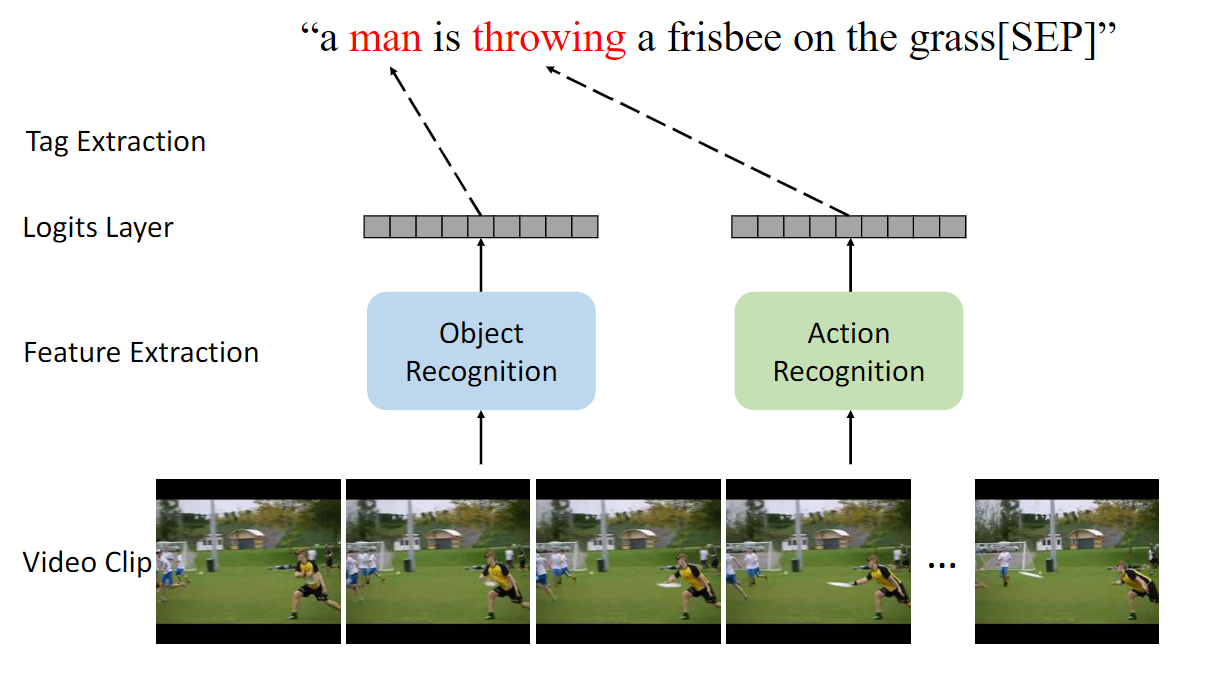 “a man is throwing a frisbee on the grass[SEP]”
Tag Extraction
Logits Layer
Feature Extraction
Object
Recognition
Action
Recognition
Video Clip
...